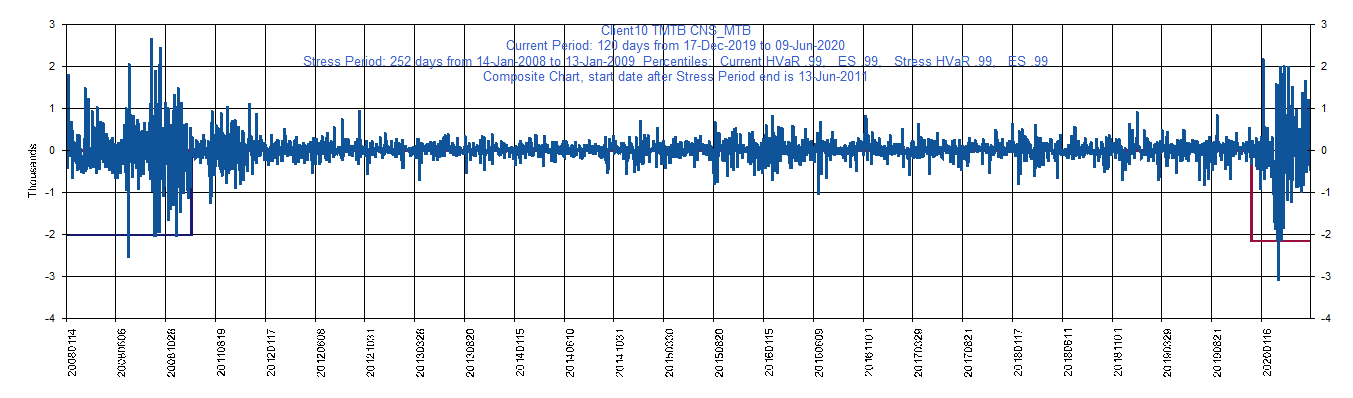 Client10 TMTB CNS_MTB
Current Period: 120 days from 17-Dec-2019 to 09-Jun-2020
Stress Period: 252 days from 14-Jan-2008 to 13-Jan-2009  Percentiles:  Current HVaR .99,   ES .99,    Stress HVaR .99,   ES .99
Composite Chart, start date after Stress Period end is 13-Jun-2011
3 3
2 2
1 1
0 0
-1 -1
-2 -2
-3 -3
-4 -4
Thousands
20080114 20080606 20081028 20110819 20120117 20120608 20121031 20130328 20130820 20140115 20140610 20141031 20150330 20150820 20160115 20160609 20161101 20170329 20170821 20180117 20180611 20181101 20190329 20190821 20200116